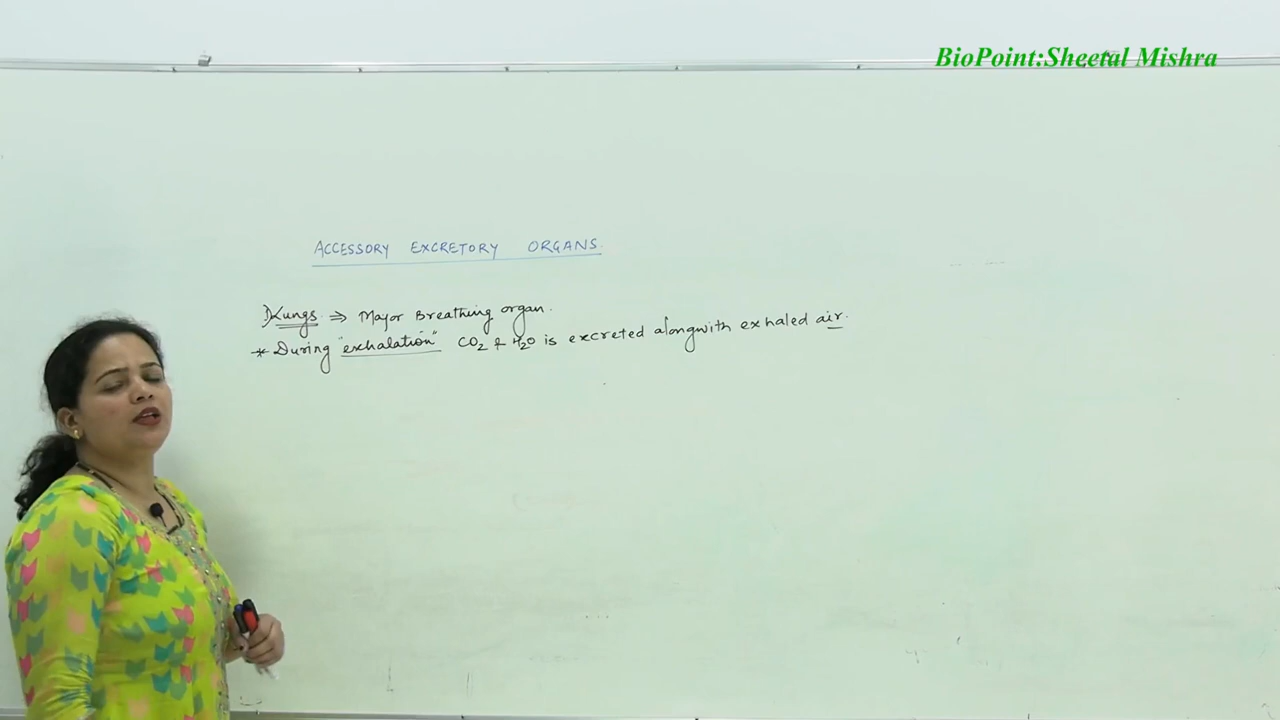 BioPoint:Sheetal Mishra
ACCESSORY EXCRETORY ORGANS.
1) Lungs ⇒ Major Breathing organ.
* During "exhalation" CO2 & H2O is excreted alongwith exhaled air.